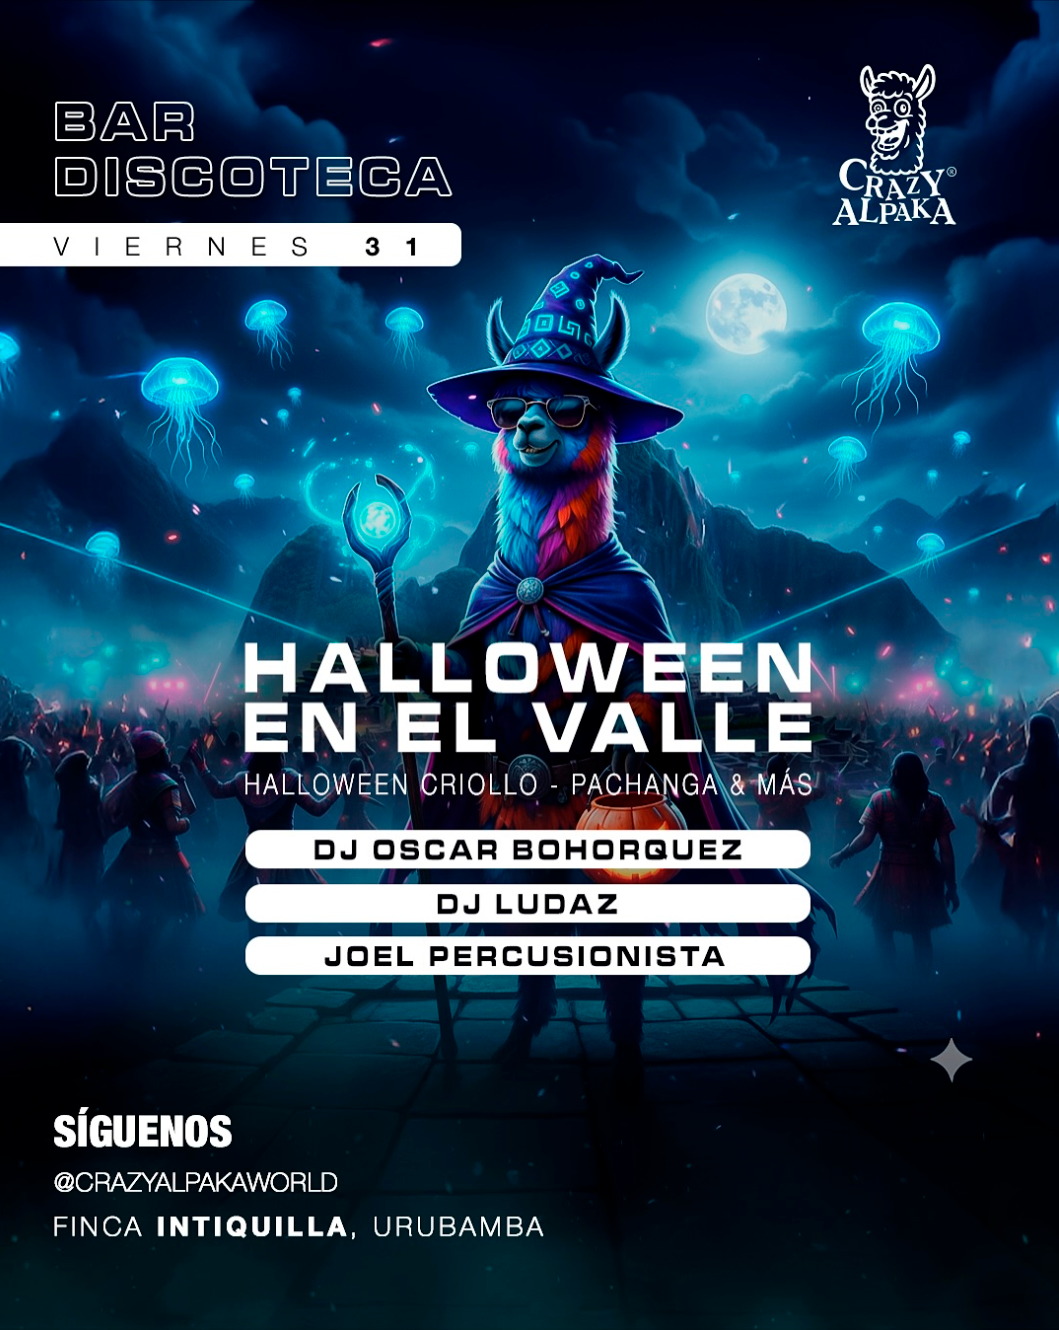 BAR
DISCOTECA
VIERNES 31
CRAZY®
ALPAKA
HALLOWEEN
EN EL VALLE
HALLOWEEN CRIOLLO - PACHANGA & MÁS
DJ OSCAR BOHORQUEZ
DJ LUDAZ
JOEL PERCUSIONISTA
SÍGUENOS
@CRAZYALPAKAWORLD
FINCA INTIQUILLA, URUBAMBA